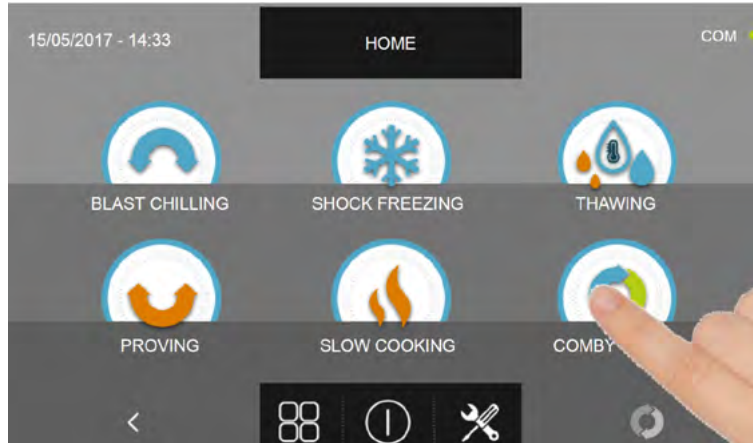 15/05/2017 - 14:33
HOME
COM
BLAST CHILLING
SHOCK FREEZING
THAWING
PROVING
SLOW COOKING
COMBY